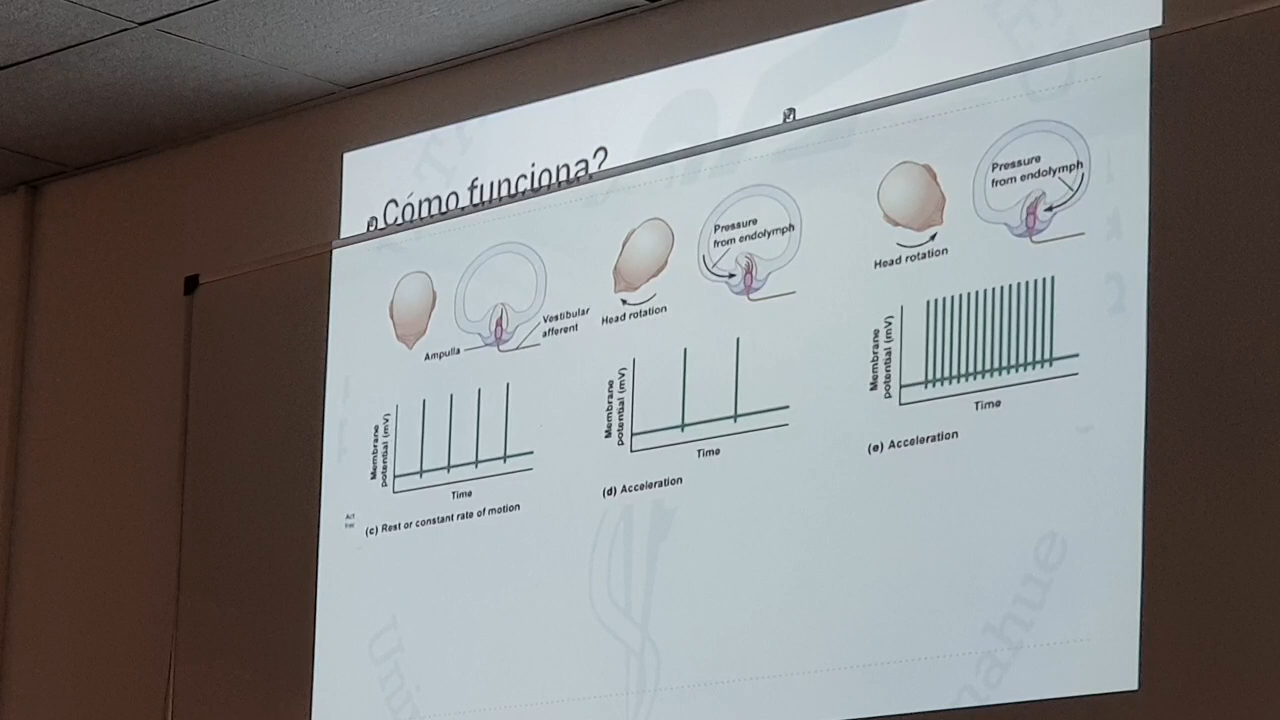 ¿Cómo funciona?
Ampulla
Vestibular
afferent
Membrane
potential (mV)
Time
(c) Rest or constant rate of motion
Head rotation
Pressure
from endolymph
Membrane
potential (mV)
Time
(d) Acceleration
Head rotation
Pressure
from endolymph
Membrane
potential (mV)
Time
(e) Acceleration